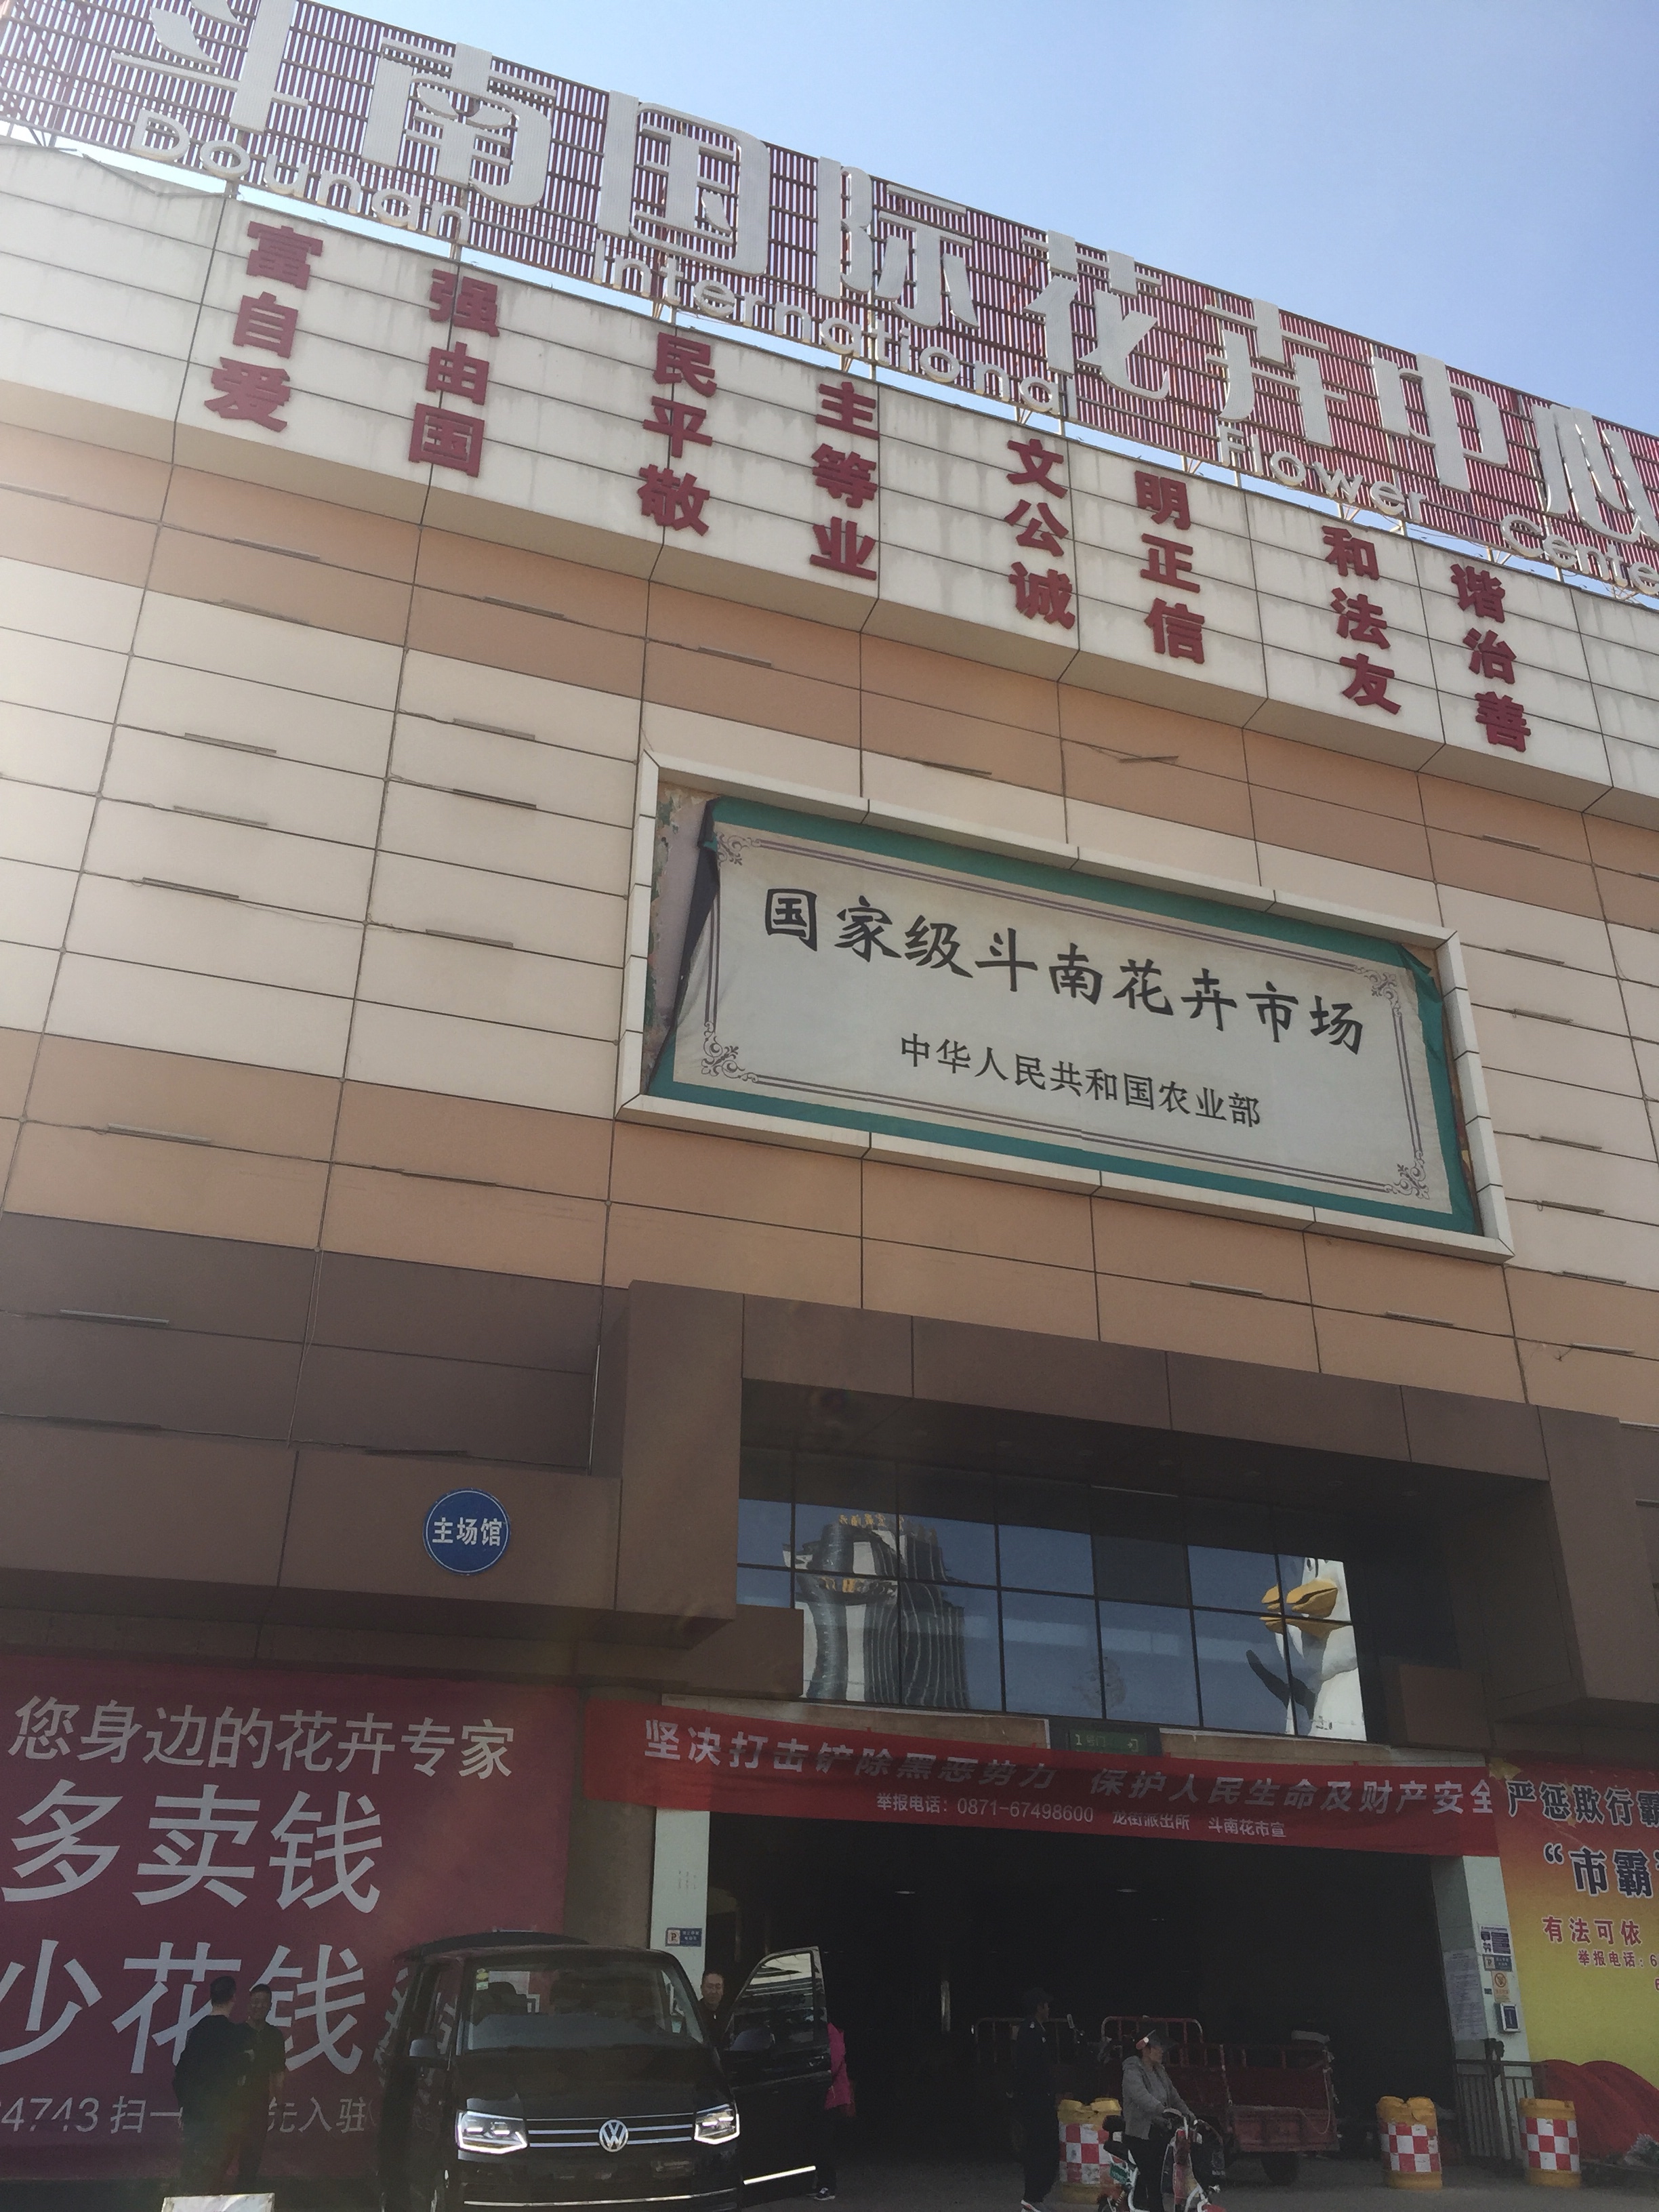 斗南国际花卉中心
Dounan International Flower Center
富强 民主 文明 和谐
自由 平等 公正 法治
爱国 敬业 诚信 友善
国家级斗南花卉市场
中华人民共和国农业部
主场馆
您身边的花卉专家
多卖钱
少花钱
4743 扫一 先入驻
坚决打击铲除黑恶势力 保护人民生命及财产安全
举报电话：0871-67498600 龙街派出所 斗南花市宣
严惩欺行霸
“市霸
有法可依
举报电话：6